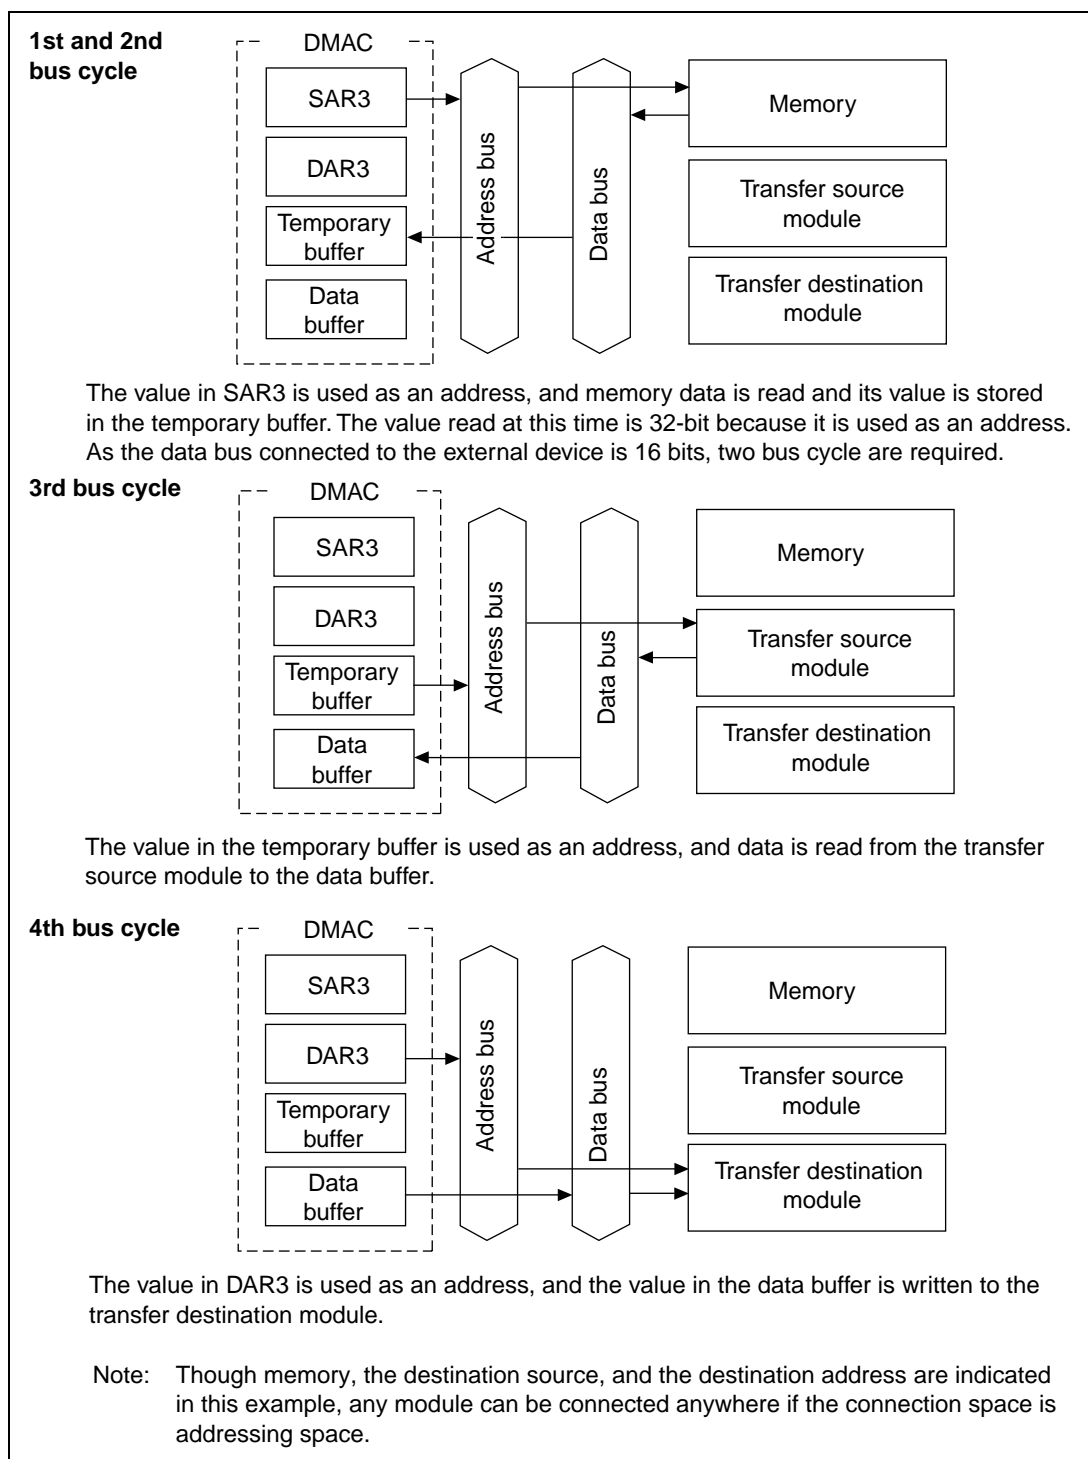 1st and 2nd
bus cycle
DMAC
SAR3
DAR3
Temporary
buffer
Data
buffer
Address bus
Data bus
Memory
Transfer source
module
Transfer destination
module
The value in SAR3 is used as an address, and memory data is read and its value is stored
in the temporary buffer. The value read at this time is 32-bit because it is used as an address.
As the data bus connected to the external device is 16 bits, two bus cycle are required.
3rd bus cycle
DMAC
SAR3
DAR3
Temporary
buffer
Data
buffer
Address bus
Data bus
Memory
Transfer source
module
Transfer destination
module
The value in the temporary buffer is used as an address, and data is read from the transfer
source module to the data buffer.
4th bus cycle
DMAC
SAR3
DAR3
Temporary
buffer
Data
buffer
Address bus
Data bus
Memory
Transfer source
module
Transfer destination
module
The value in DAR3 is used as an address, and the value in the data buffer is written to the
transfer destination module.
Note: Though memory, the destination source, and the destination address are indicated
in this example, any module can be connected anywhere if the connection space is
addressing space.